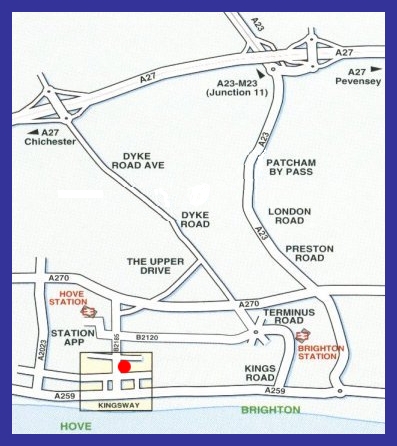 A23
A27
A27
Pevensey
A23-M23
(Junction 11)
A27
A27
Chichester
A23
DYKE
ROAD AVE
PATCHAM
BY PASS
DYKE
ROAD
LONDON
ROAD
A23
PRESTON
ROAD
THE UPPER
DRIVE
A270
HOVE
STATION
A270
TERMINUS
ROAD
STATION
APP
B2185
B2120
BRIGHTON
STATION
A2023
KINGS
ROAD
A259
KINGSWAY
A259
BRIGHTON
HOVE